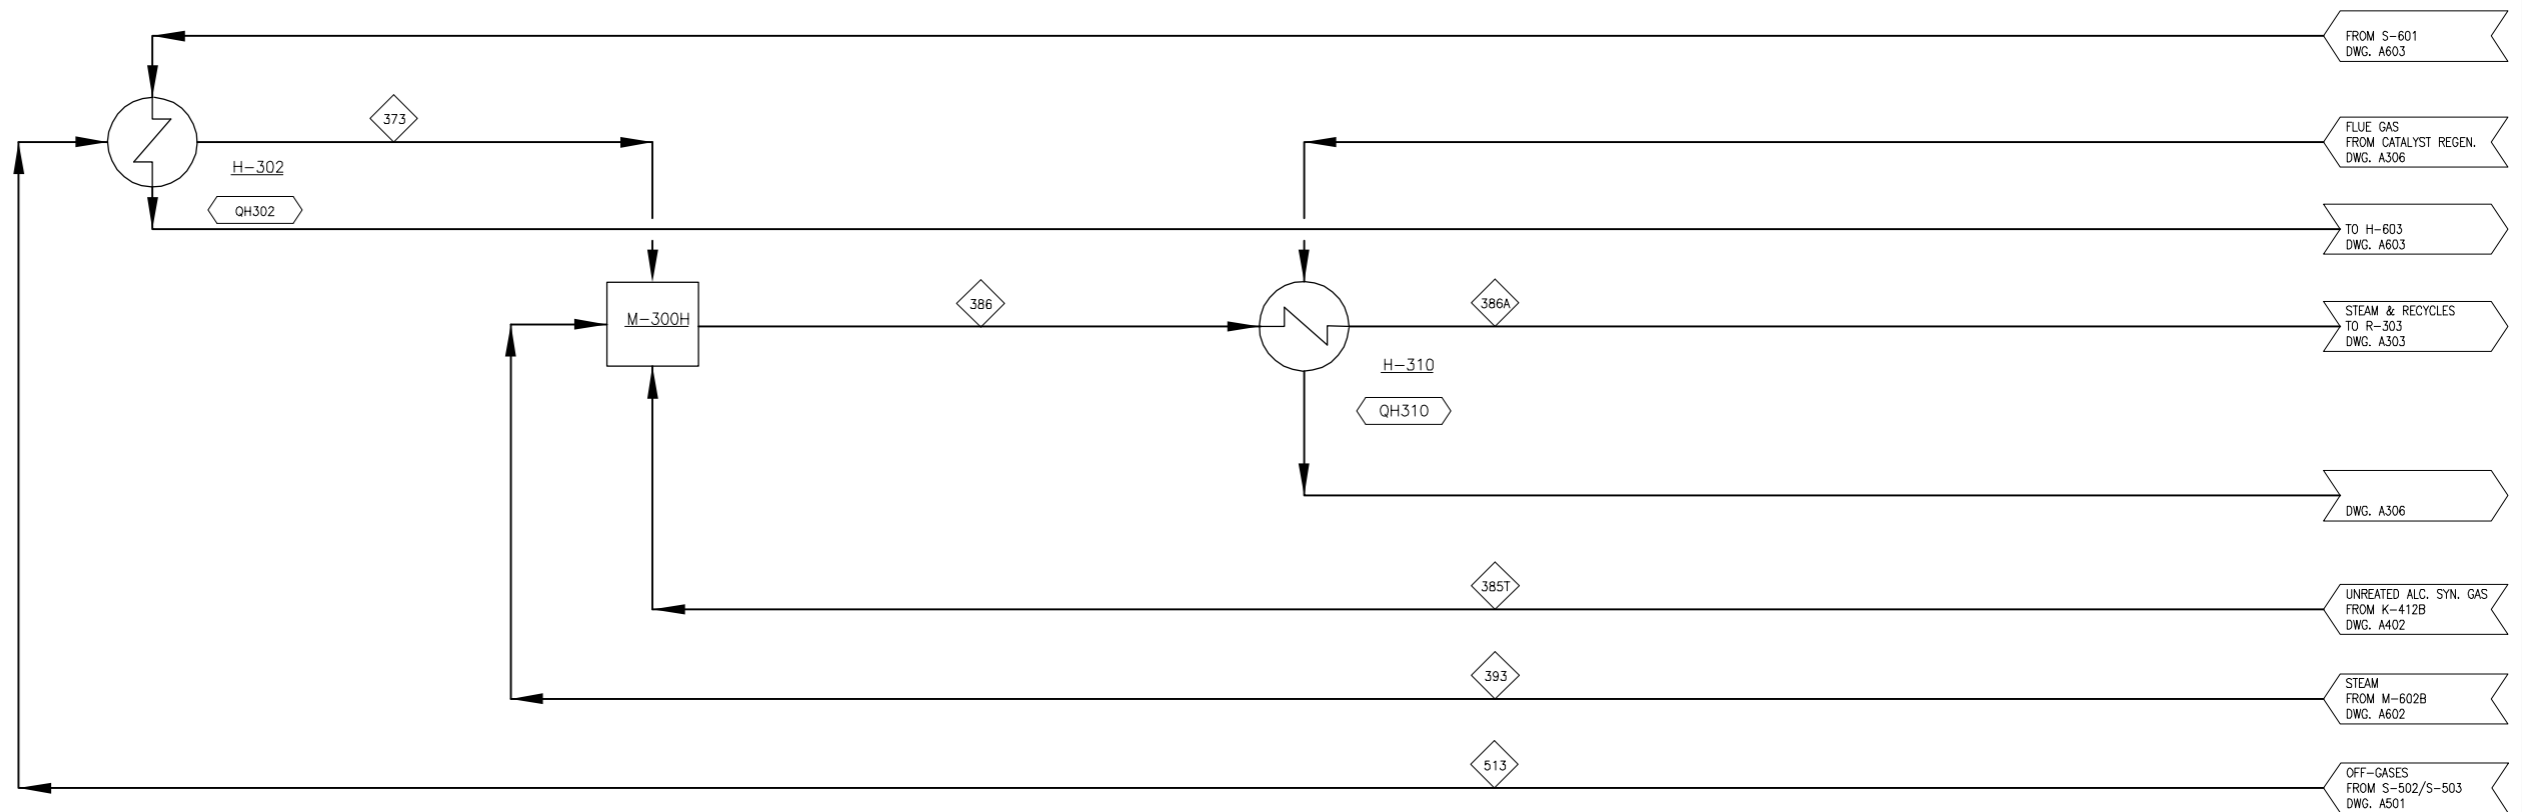 FROM S-601
DWG. A603
373
FLUE GAS
FROM CATALYST REGEN.
DWG. A306
H-302
QH302
TO H-603
DWG. A603
M-300H
386
386A
STEAM & RECYCLES
TO R-303
DWG. A303
H-310
QH310
DWG. A306
385T
UNREATED ALC. SYN. GAS
FROM K-412B
DWG. A402
393
STEAM
FROM M-602B
DWG. A602
513
OFF-GASES
FROM S-502/S-503
DWG. A501